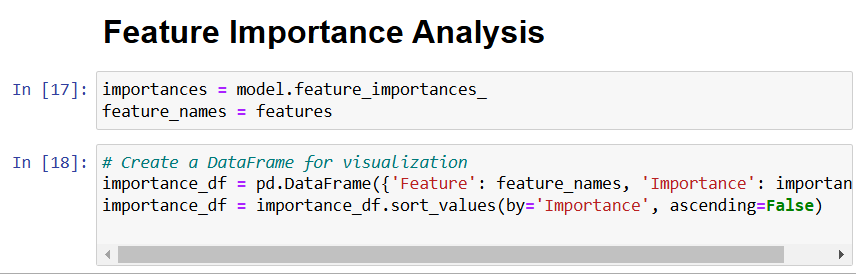 Feature Importance Analysis
In [17]: importances = model.feature_importances_
feature_names = features
In [18]: # Create a DataFrame for visualization
importance_df = pd.DataFrame({'Feature': feature_names, 'Importance': importan
importance_df = importance_df.sort_values(by='Importance', ascending=False)